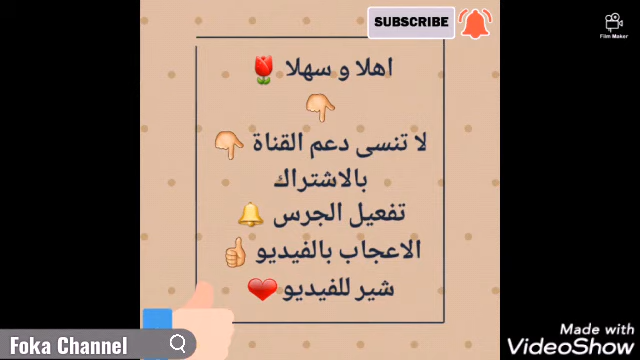 SUBSCRIBE
Film Maker
اهلا و سهلا 🌹
👇
لا تنسى دعم القناة 👇
بالاشتراك
تفعيل الجرس 🔔
الاعجاب بالفيديو 👍
شير للفيديو ❤️
Foka Channel
Made with
VideoShow